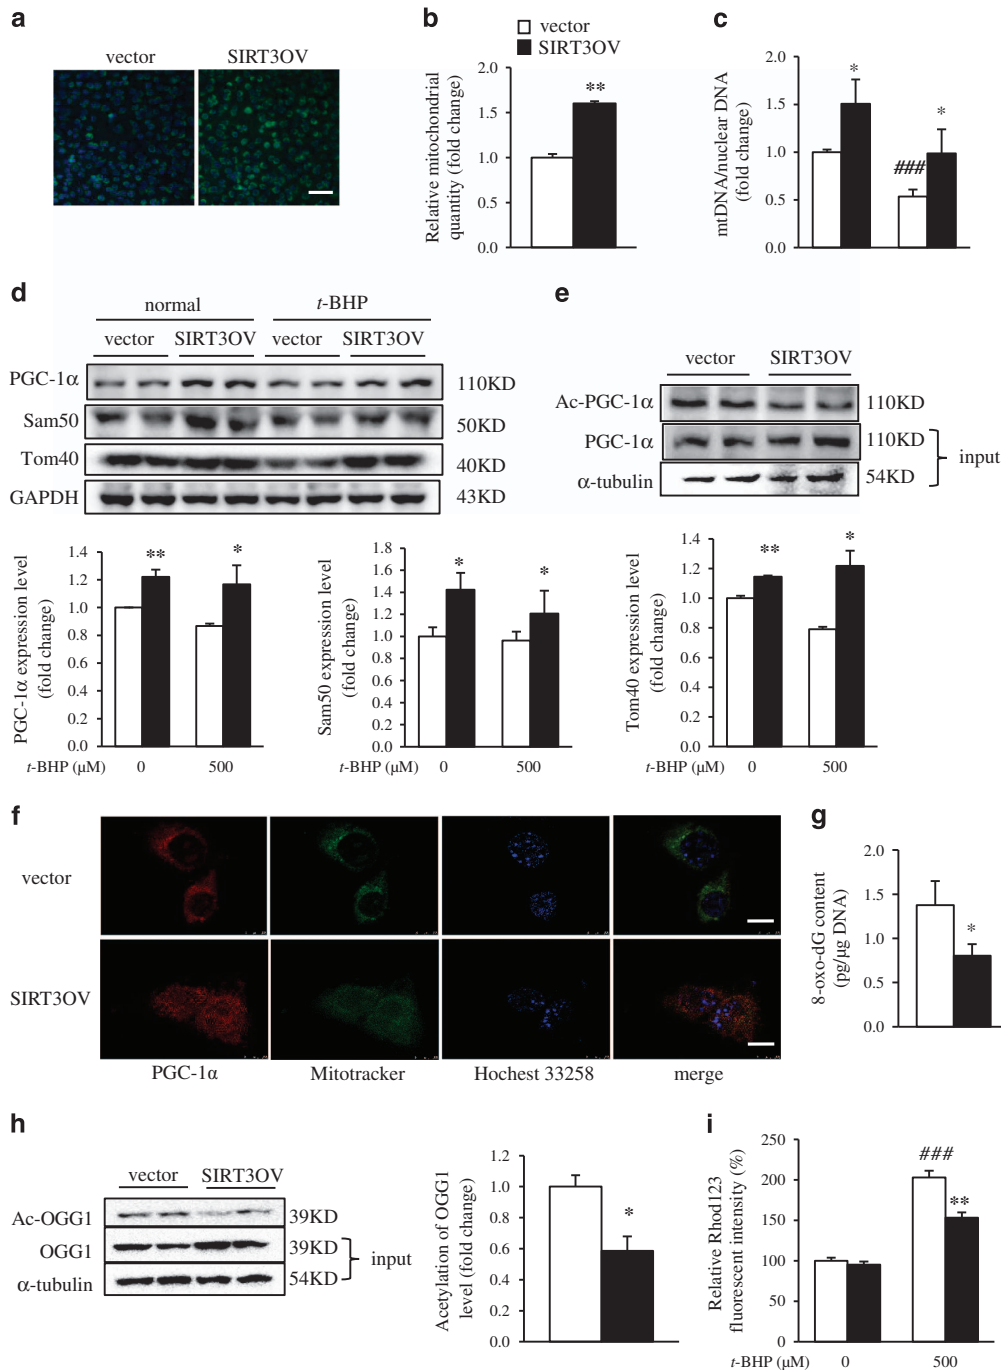 a
vector SIRT3OV
b
vector
SIRT3OV
Relative mitochondrial
quantity (fold change)
2.0
1.5
1.0
0.5
0.0
**
c
mtDNA/nuclear DNA
(fold change)
2.0
1.5
1.0
0.5
0.0
*
###
*
d
normal t-BHP
vector SIRT3OV vector SIRT3OV
PGC-1α 110KD
Sam50 50KD
Tom40 40KD
GAPDH 43KD
e
vector SIRT3OV
Ac-PGC-1α 110KD
PGC-1α 110KD
α-tubulin 54KD
input
PGC-1α expression level
(fold change)
1.4
1.2
1.0
0.8
0.6
0.4
0.2
0.0
** *
t-BHP (μM) 0 500
Sam50 expression level
(fold change)
1.8
1.6
1.4
1.2
1.0
0.8
0.6
0.4
0.2
0.0
* *
t-BHP (μM) 0 500
Tom40 expression level
(fold change)
1.4
1.2
1.0
0.8
0.6
0.4
0.2
0.0
** *
t-BHP (μM) 0 500
f
vector
SIRT3OV
PGC-1α Mitotracker Hochest 33258 merge
g
8-oxo-dG content
(pg/μg DNA)
2.0
1.5
1.0
0.5
0.0
*
h
vector SIRT3OV
Ac-OGG1 39KD
OGG1 39KD
α-tubulin 54KD
input
Acetylation of OGG1
level (fold change)
1.2
1.0
0.8
0.6
0.4
0.2
0.0
*
i
Relative Rhod123
fluorescent intensity (%)
250
200
150
100
50
0
###
**
t-BHP (μM) 0 500